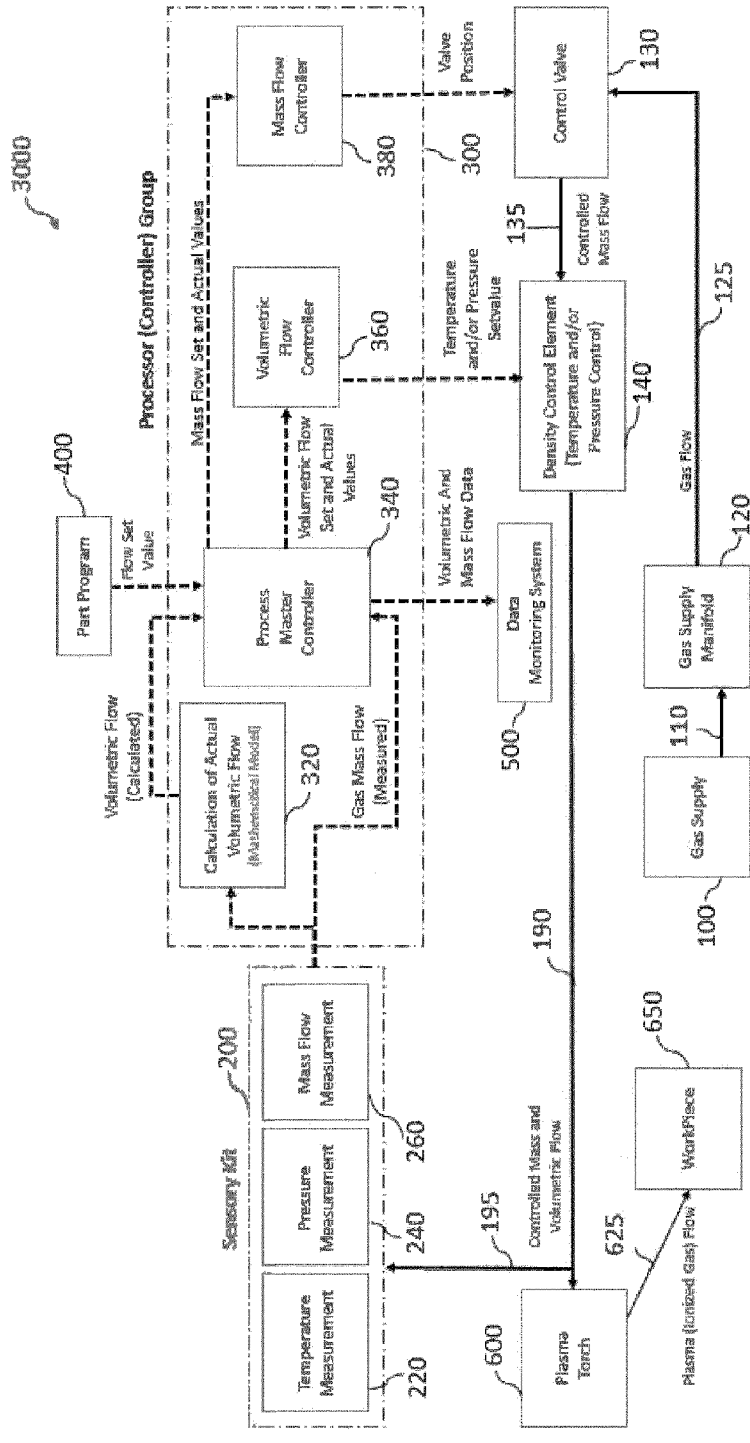 3000
Processor (Controller) Group
400
Part Program
Flow Set
Value
Volumetric Flow
(Calculated)
Mass Flow Set and Actual Values
Mass Flow
Controller
380
Valve
Position
300
Control Valve
130
Volumetric
Flow
Controller
360
Volumetric Flow
Set and Actual
Values
Temperature
and/or Pressure
Setvalue
135
Controlled
Mass Flow
Process
Master
Controller
340
Volumetric And
Mass Flow Data
Density Control Element
(Temperature and/or
Pressure Control)
140
Calculation of Actual
Volumetric Flow
(Mathematical Model)
320
Gas Mass Flow
(Measured)
Data
Monitoring System
500
Gas Flow
125
Gas Supply
Manifold
120
110
Gas Supply
100
Sensory Kit
200
Temperature
Measurement
220
Pressure
Measurement
240
Mass Flow
Measurement
260
190
195
Controlled Mass and
Volumetric Flow
Plasma
Torch
600
Plasma (Ionized Gas) Flow
625
WorkPiece
650